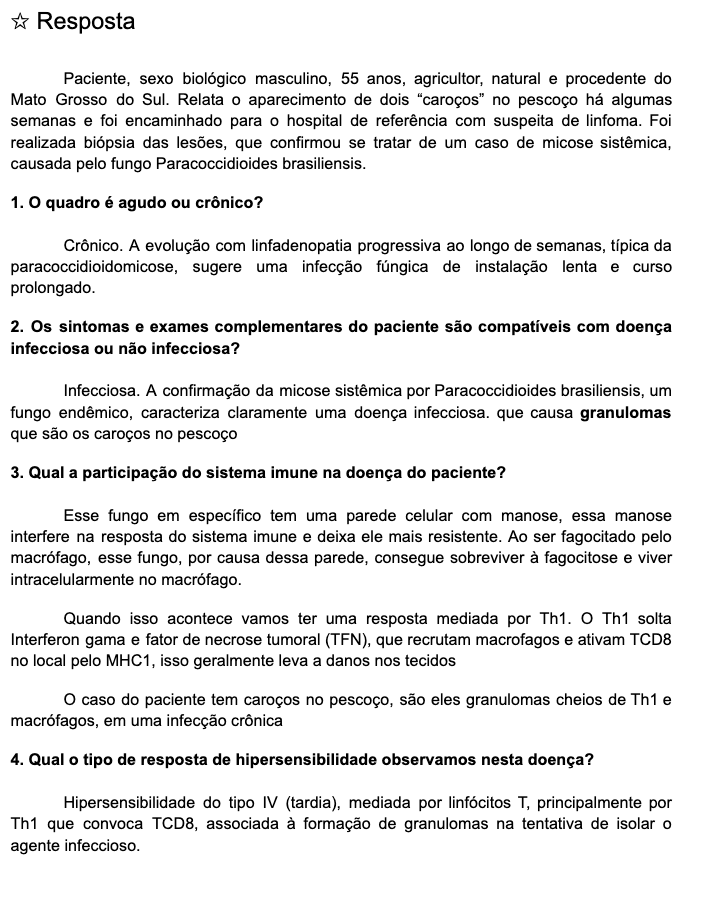 ☆ Resposta
Paciente, sexo biológico masculino, 55 anos, agricultor, natural e procedente do
Mato Grosso do Sul. Relata o aparecimento de dois “caroços” no pescoço há algumas
semanas e foi encaminhado para o hospital de referência com suspeita de linfoma. Foi
realizada biópsia das lesões, que confirmou se tratar de um caso de micose sistêmica,
causada pelo fungo Paracoccidioides brasiliensis.
1. O quadro é agudo ou crônico?
Crônico. A evolução com linfadenopatia progressiva ao longo de semanas, típica da
paracoccidioidomicose, sugere uma infecção fúngica de instalação lenta e curso
prolongado.
2. Os sintomas e exames complementares do paciente são compatíveis com doença
infecciosa ou não infecciosa?
Infecciosa. A confirmação da micose sistêmica por Paracoccidioides brasiliensis, um
fungo endêmico, caracteriza claramente uma doença infecciosa. que causa granulomas
que são os caroços no pescoço
3. Qual a participação do sistema imune na doença do paciente?
Esse fungo em específico tem uma parede celular com manose, essa manose
interfere na resposta do sistema imune e deixa ele mais resistente. Ao ser fagocitado pelo
macrófago, esse fungo, por causa dessa parede, consegue sobreviver à fagocitose e viver
intracelularmente no macrófago.
Quando isso acontece vamos ter uma resposta mediada por Th1. O Th1 solta
Interferon gama e fator de necrose tumoral (TFN), que recrutam macrofagos e ativam TCD8
no local pelo MHC1, isso geralmente leva a danos nos tecidos
O caso do paciente tem caroços no pescoço, são eles granulomas cheios de Th1 e
macrófagos, em uma infecção crônica
4. Qual o tipo de resposta de hipersensibilidade observamos nesta doença?
Hipersensibilidade do tipo IV (tardia), mediada por linfócitos T, principalmente por
Th1 que convoca TCD8, associada à formação de granulomas na tentativa de isolar o
agente infeccioso.